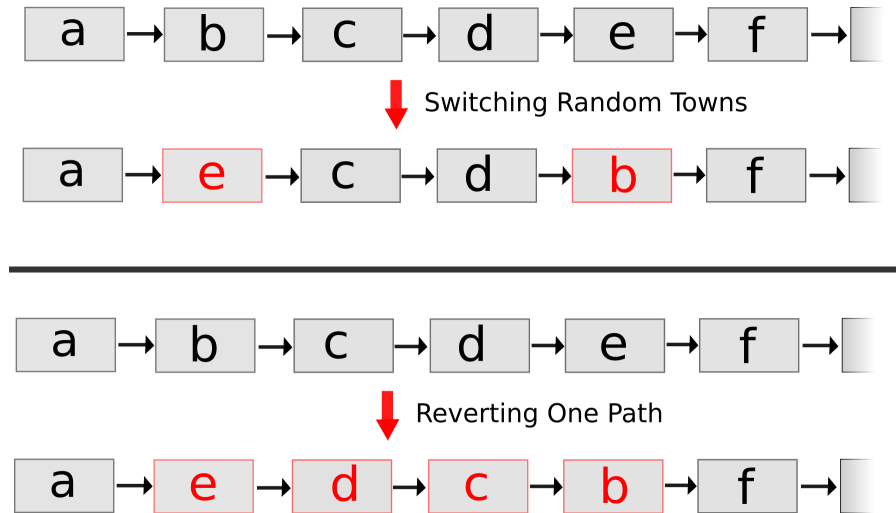 a b c d e f
Switching Random Towns
a e c d b f
a b c d e f
Reverting One Path
a e d c b f